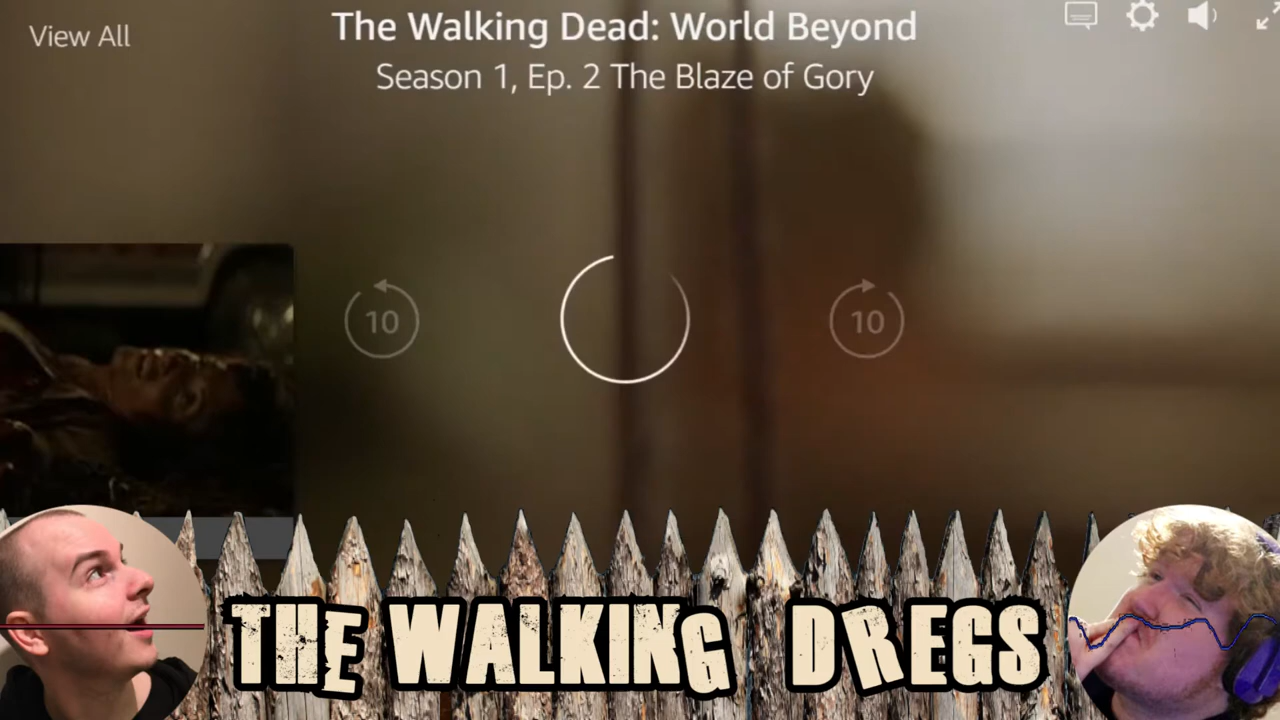 View All
The Walking Dead: World Beyond
Season 1, Ep. 2 The Blaze of Gory
10
10
THE WALKING DREGS